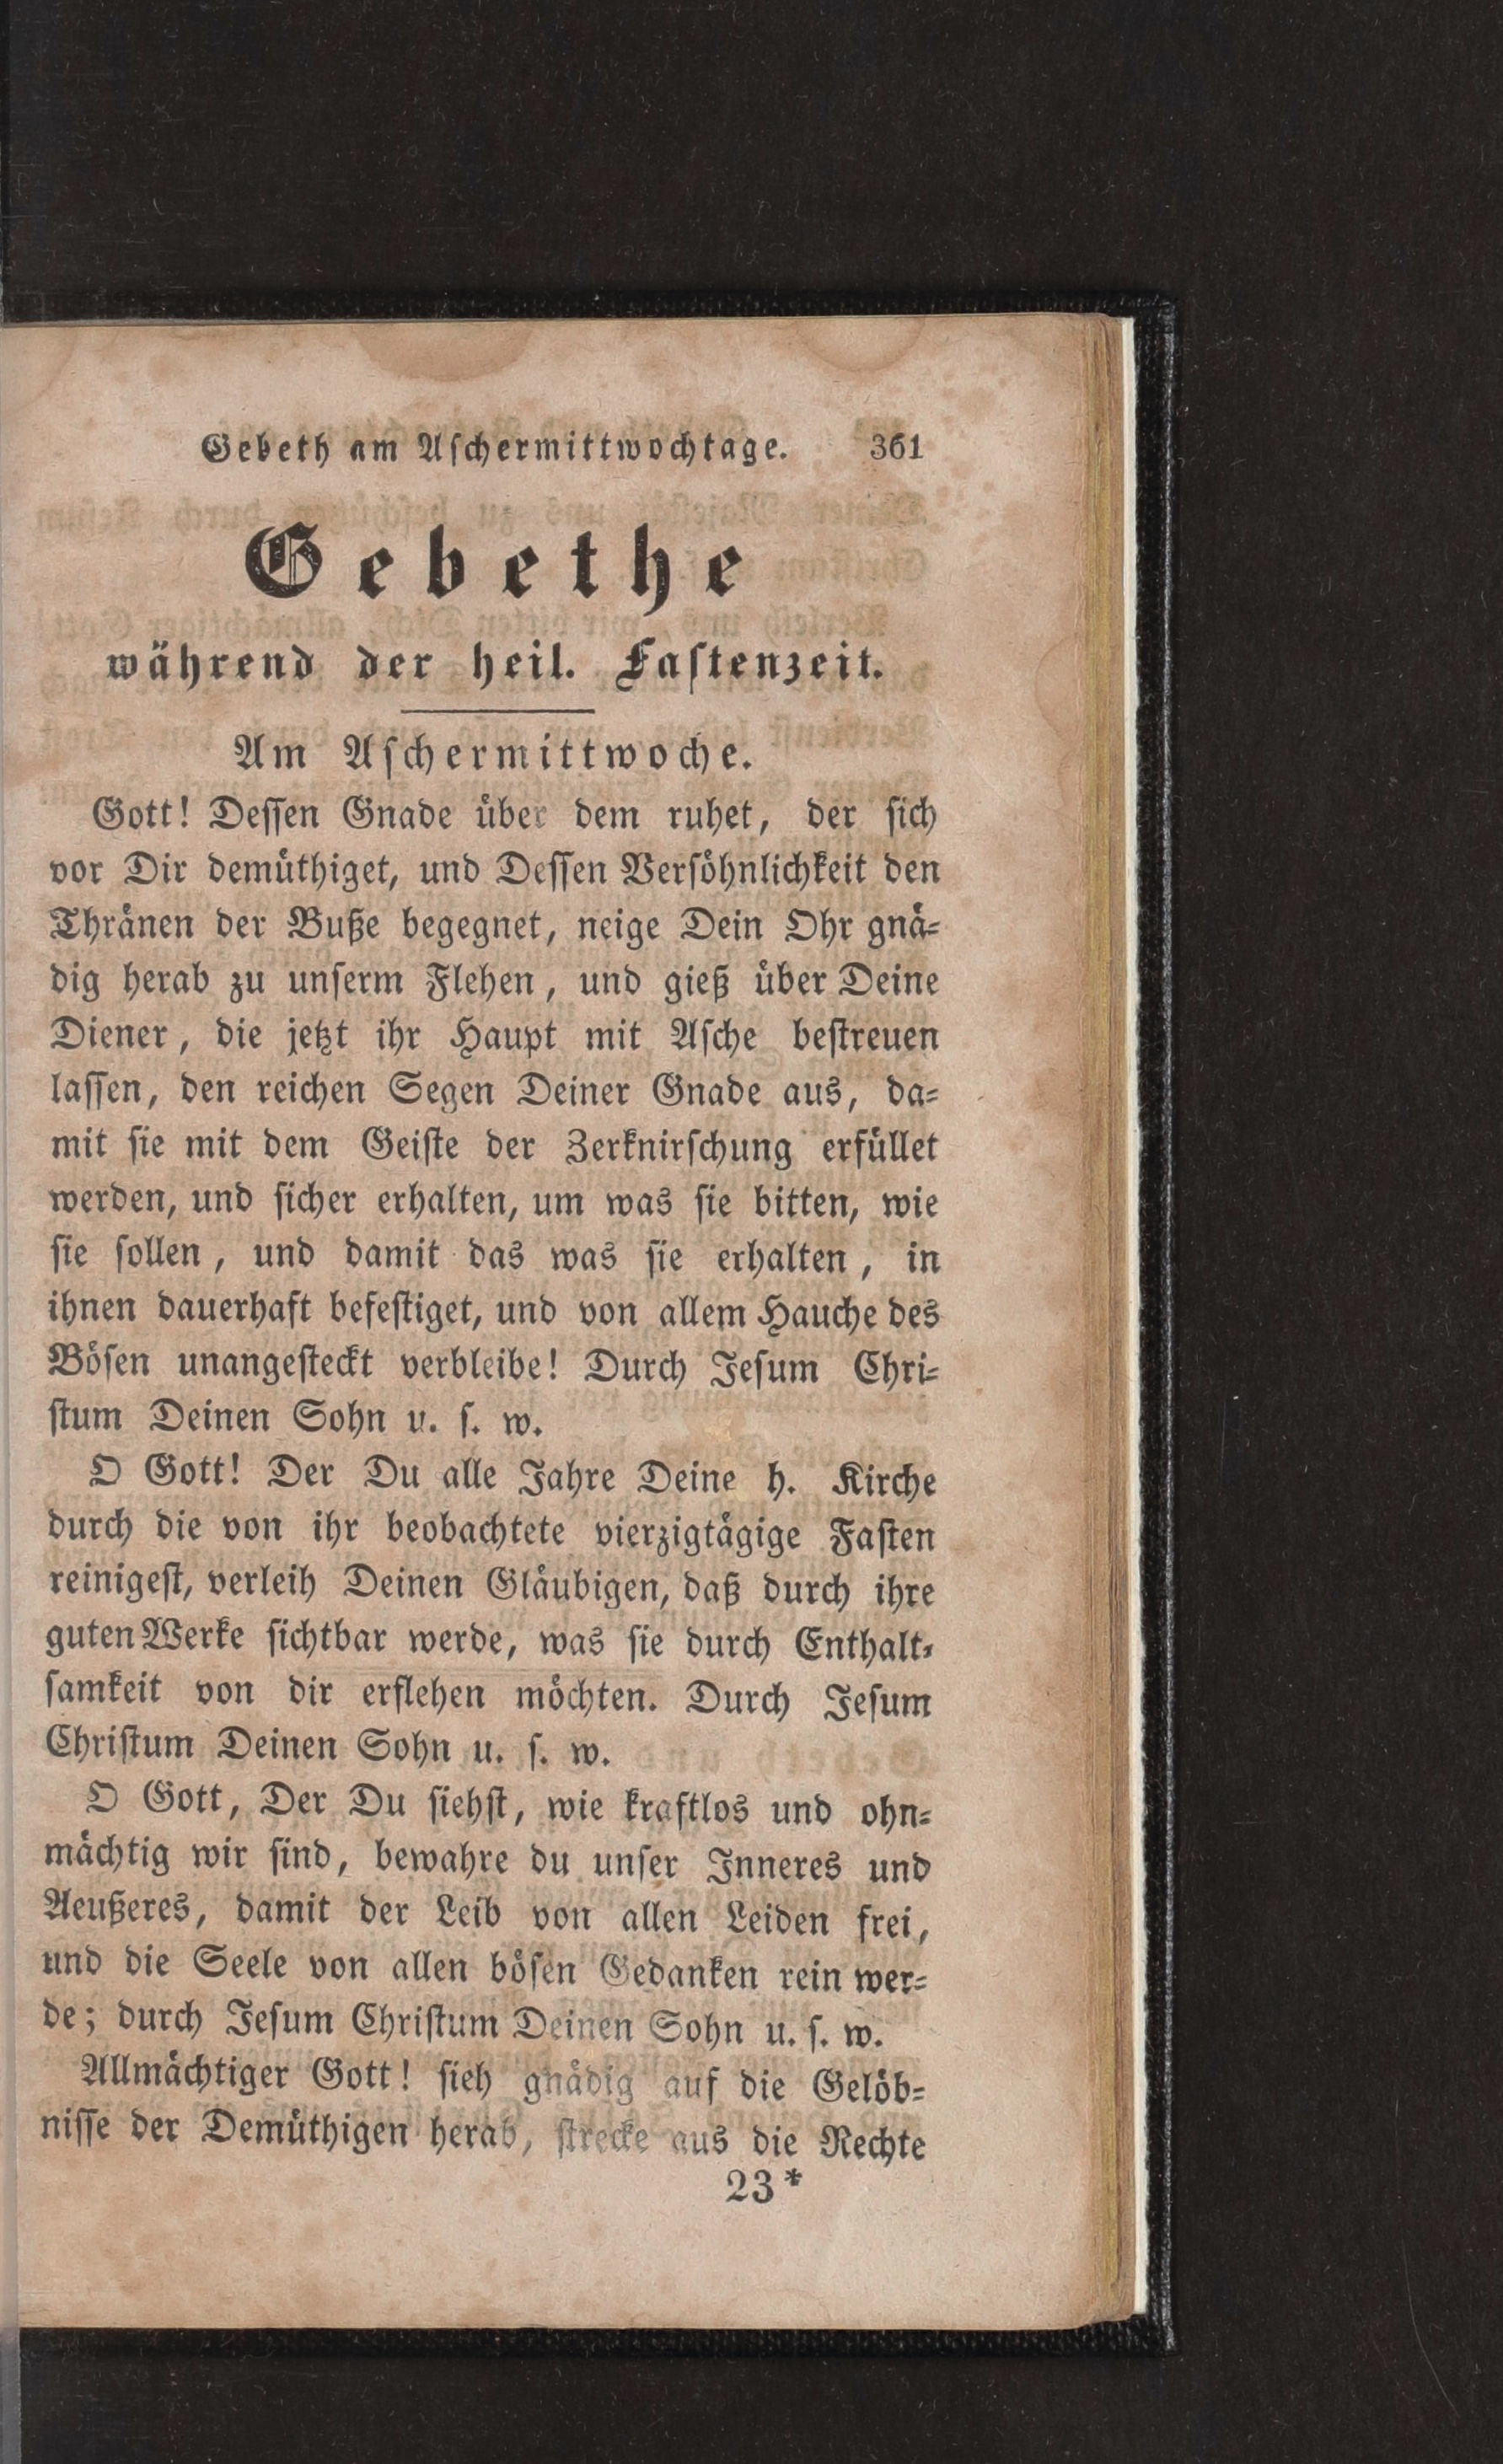 Gebeth am Aschermittwochtage. 361
Gebethe
während der heil. Fastenzeit.
Am Aschermittwoche.
Gott! Dessen Gnade über dem ruhet, der sich
vor Dir demüthiget, und Dessen Versöhnlichkeit den
Thränen der Buße begegnet, neige Dein Ohr gnä-
dig herab zu unserm Flehen, und gieß über Deine
Diener, die jetzt ihr Haupt mit Asche bestreuen
lassen, den reichen Segen Deiner Gnade aus, da-
mit sie mit dem Geiste der Zerknirschung erfüllet
werden, und sicher erhalten, um was sie bitten, wie
sie sollen, und damit das was sie erhalten, in
ihnen dauerhaft befestiget, und von allem Hauche des
Bösen unangesteckt verbleibe! Durch Jesum Chri-
stum Deinen Sohn u. s. w.
O Gott! Der Du alle Jahre Deine h. Kirche
durch die von ihr beobachtete vierzigtägige Fasten
reinigest, verleih Deinen Gläubigen, daß durch ihre
guten Werke sichtbar werde, was sie durch Enthalt-
samkeit von dir erflehen möchten. Durch Jesum
Christum Deinen Sohn u. s. w.
O Gott, Der Du siehst, wie kraftlos und ohn-
mächtig wir sind, bewahre du unser Inneres und
Aeußeres, damit der Leib von allen Leiden frei,
und die Seele von allen bösen Gedanken rein wer-
de; durch Jesum Christum Deinen Sohn u. s. w.
Allmächtiger Gott! sieh gnädig auf die Gelöb-
nisse der Demüthigen herab, strecke aus die Rechte
23*